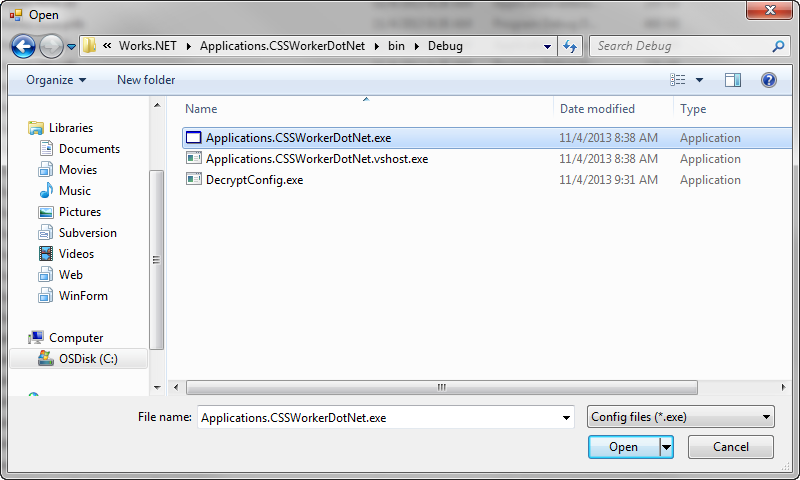 Open
« Works.NET Applications.CSSWorkerDotNet bin Debug
Search Debug
Organize New folder
Name Date modified Type
Libraries
Documents
Movies
Music
Pictures
Subversion
Videos
Web
WinForm
Computer
OSDisk (C:)
Applications.CSSWorkerDotNet.exe 11/4/2013 8:38 AM Application
Applications.CSSWorkerDotNet.vshost.exe 11/4/2013 8:38 AM Application
DecryptConfig.exe 11/4/2013 9:31 AM Application
File name: Applications.CSSWorkerDotNet.exe Config files (*.exe)
Open Cancel